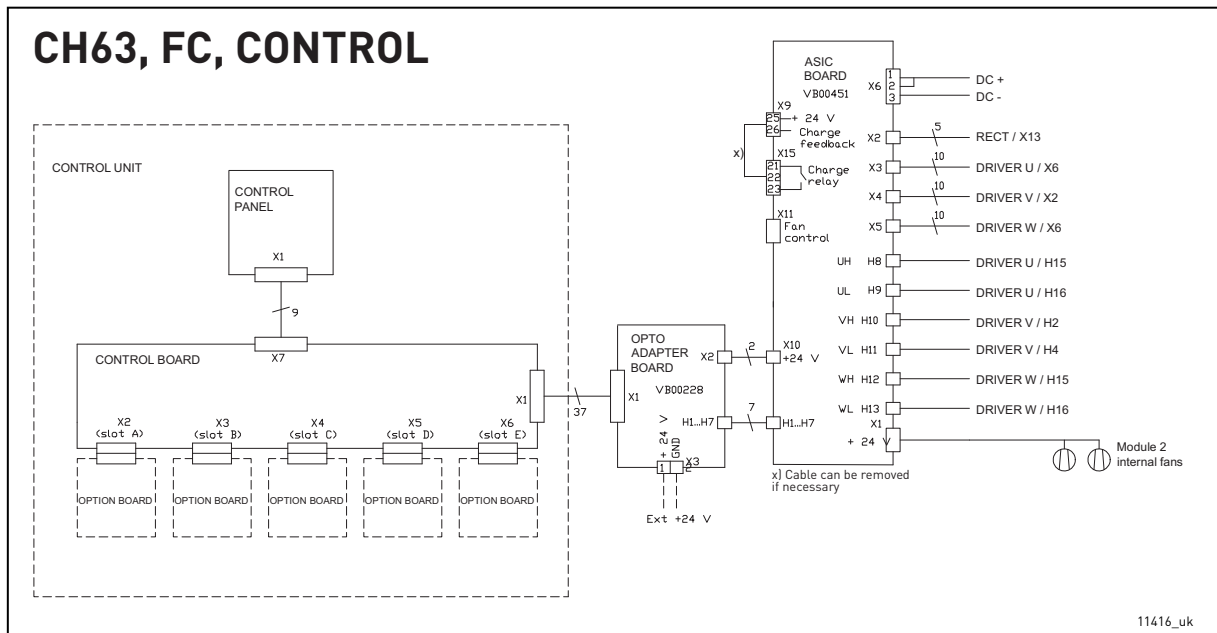 CH63, FC, CONTROL
CONTROL UNIT
CONTROL
PANEL
X1
9
X7
CONTROL BOARD
X1
37
X2
(slot A)
X3
(slot B)
X4
(slot C)
X5
(slot D)
X6
(slot E)
OPTION BOARD
OPTION BOARD
OPTION BOARD
OPTION BOARD
OPTION BOARD
OPTO
ADAPTER
BOARD
VB00228
X1
X2
2
H1...H7
7
+ 24 V
GND
X3
1
2
Ext +24 V
ASIC
BOARD
VB00451
X9
25
+ 24 V
26
Charge
feedback
x)
X15
21
22
23
Charge
relay
X11
Fan
control
X10
+24 V
H1...H7
X6
1
2
3
DC +
DC -
X2
5
RECT / X13
X3
10
DRIVER U / X6
X4
10
DRIVER V / X2
X5
10
DRIVER W / X6
UH H8
DRIVER U / H15
UL H9
DRIVER U / H16
VH H10
DRIVER V / H2
VL H11
DRIVER V / H4
WH H12
DRIVER W / H15
WL H13
DRIVER W / H16
X1
+ 24 V
Module 2
internal fans
x) Cable can be removed
if necessary
11416_uk